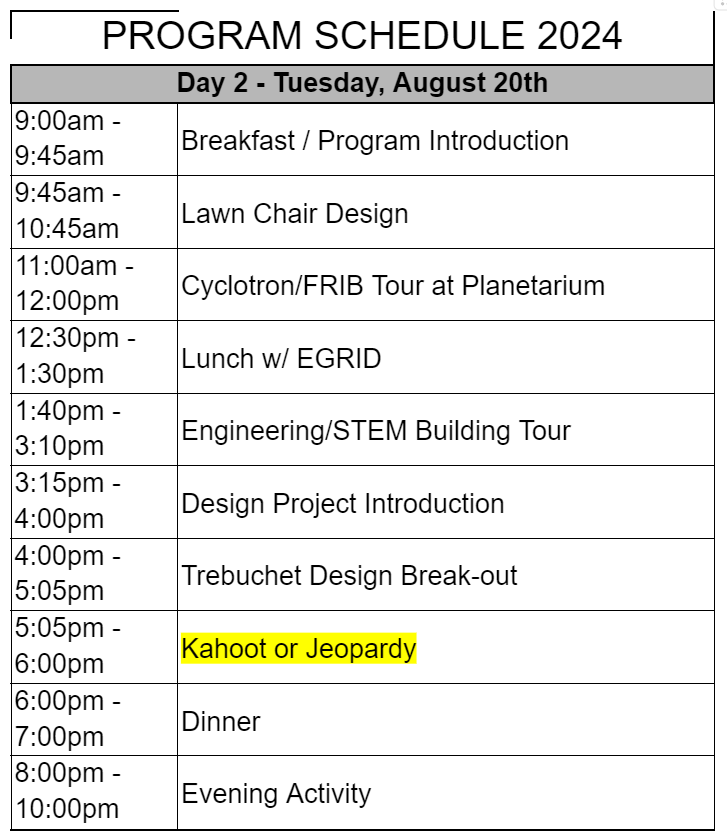 PROGRAM SCHEDULE 2024
Day 2 - Tuesday, August 20th
9:00am -
9:45am
Breakfast / Program Introduction
9:45am -
10:45am
Lawn Chair Design
11:00am -
12:00pm
Cyclotron/FRIB Tour at Planetarium
12:30pm -
1:30pm
Lunch w/ EGRID
1:40pm -
3:10pm
Engineering/STEM Building Tour
3:15pm -
4:00pm
Design Project Introduction
4:00pm -
5:05pm
Trebuchet Design Break-out
5:05pm -
6:00pm
Kahoot or Jeopardy
6:00pm -
7:00pm
Dinner
8:00pm -
10:00pm
Evening Activity